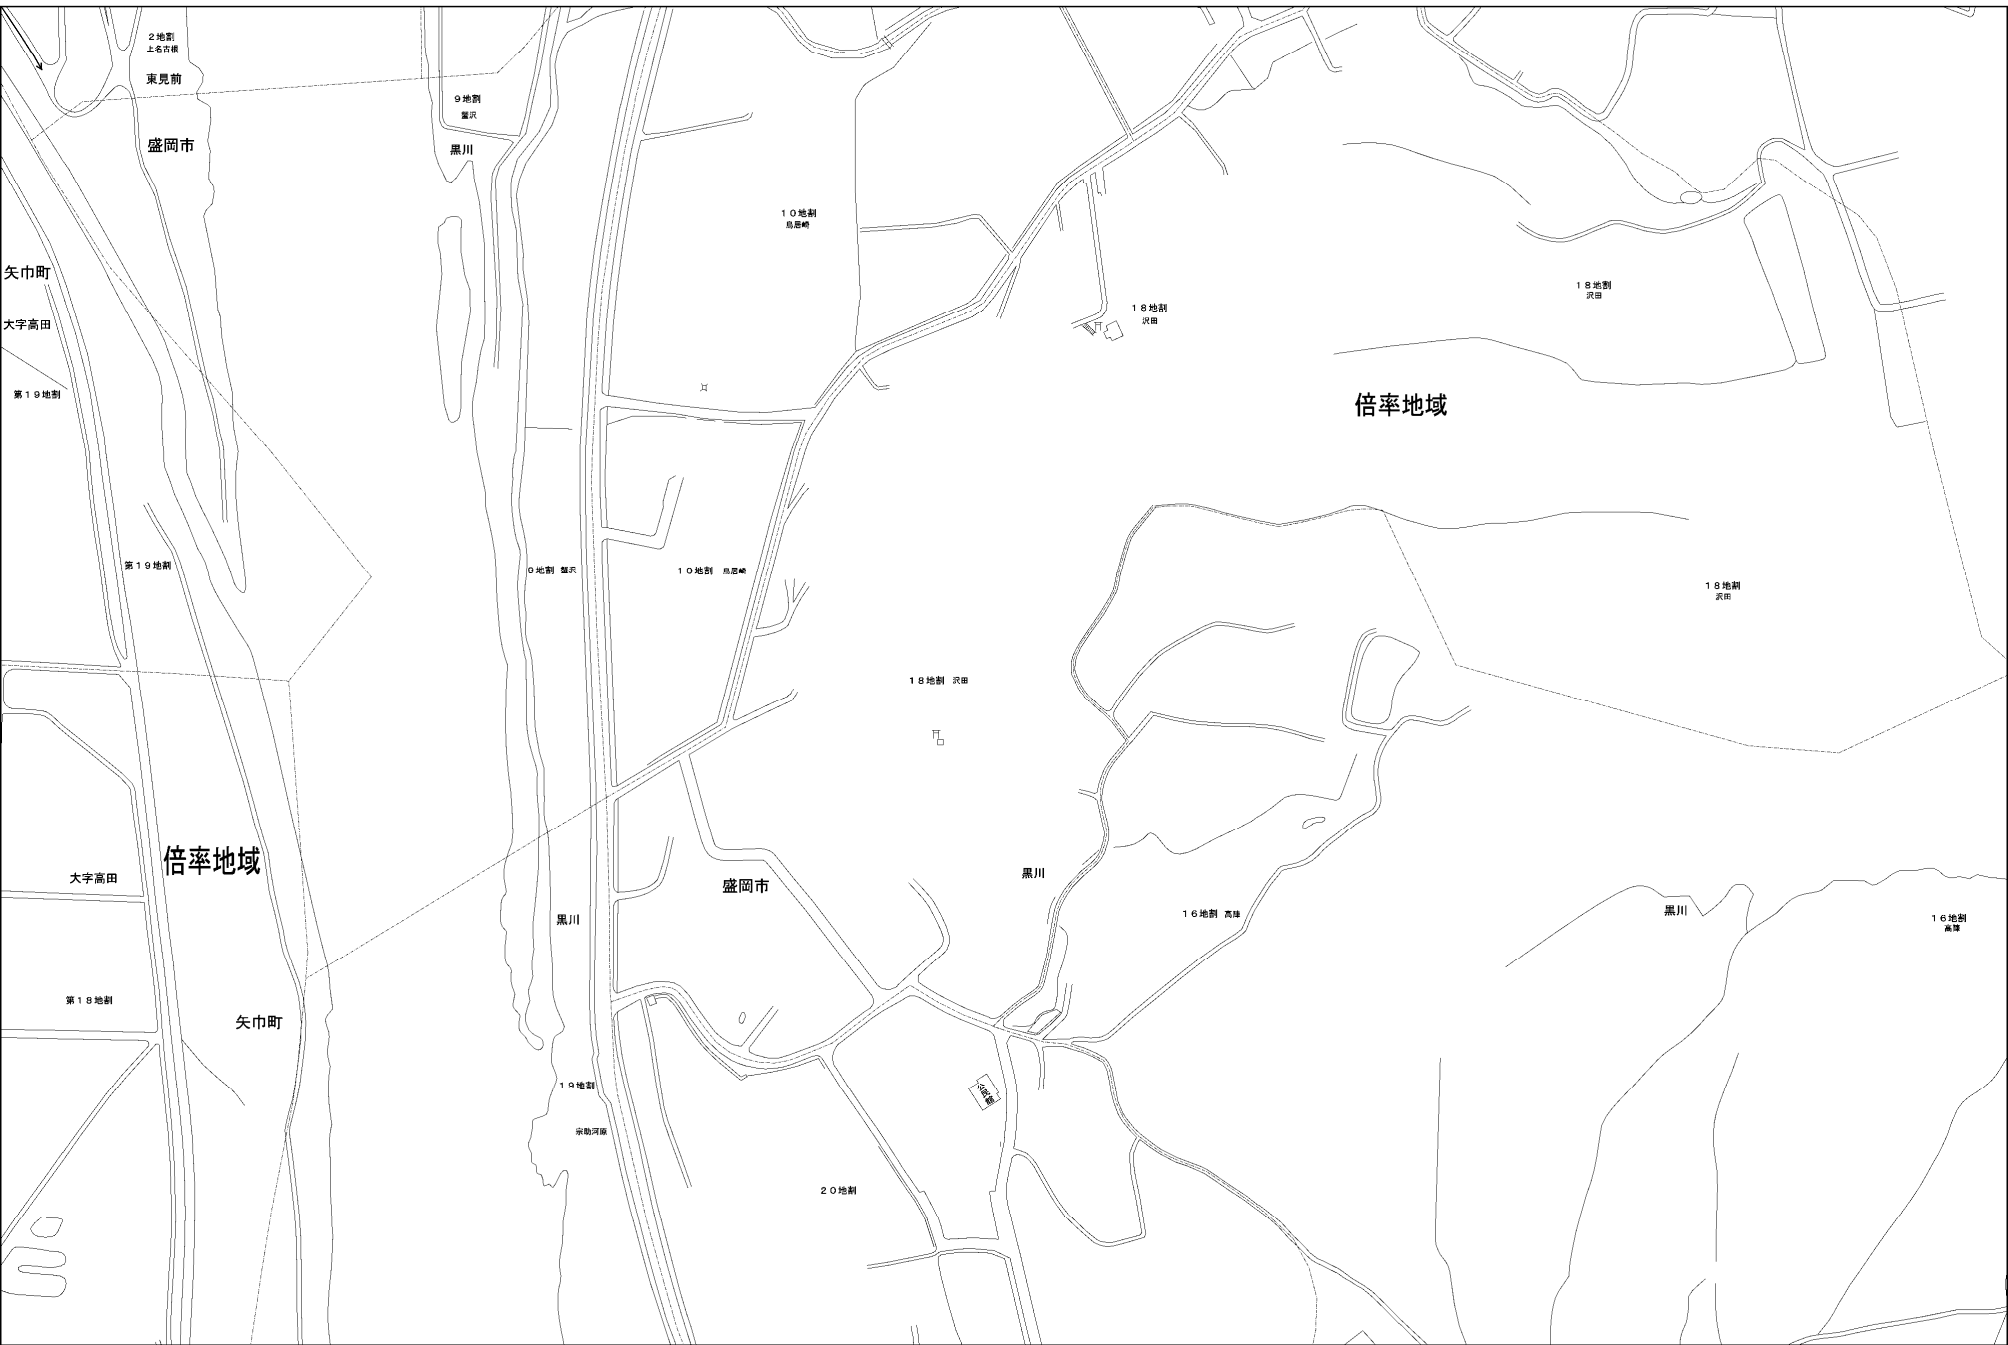 2地割
上名古根
東見前
盛岡市
9地割
蟹沢
黒川
矢巾町
大字高田
第19地割
10地割
鳥居崎
18地割
沢田
18地割
沢田
倍率地域
第19地割
9地割 蟹沢
10地割 鳥居崎
18地割
沢田
18地割 沢田
倍率地域
大字高田
盛岡市
黒川
黒川
16地割 高陣
黒川
16地割
高陣
第18地割
矢巾町
19地割
宗助河原
公民館
20地割